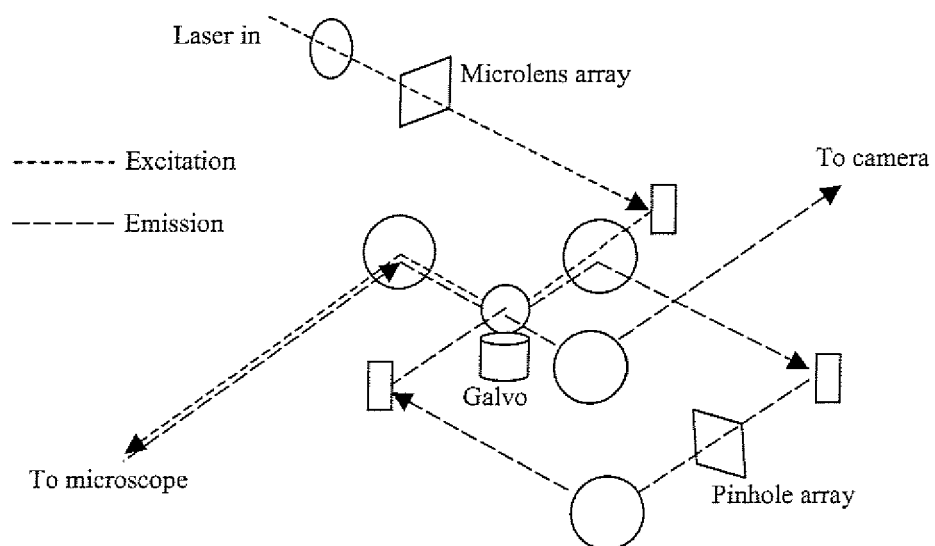 Laser in
Microlens array
Excitation
To camera
Emission
Galvo
To microscope
Pinhole array